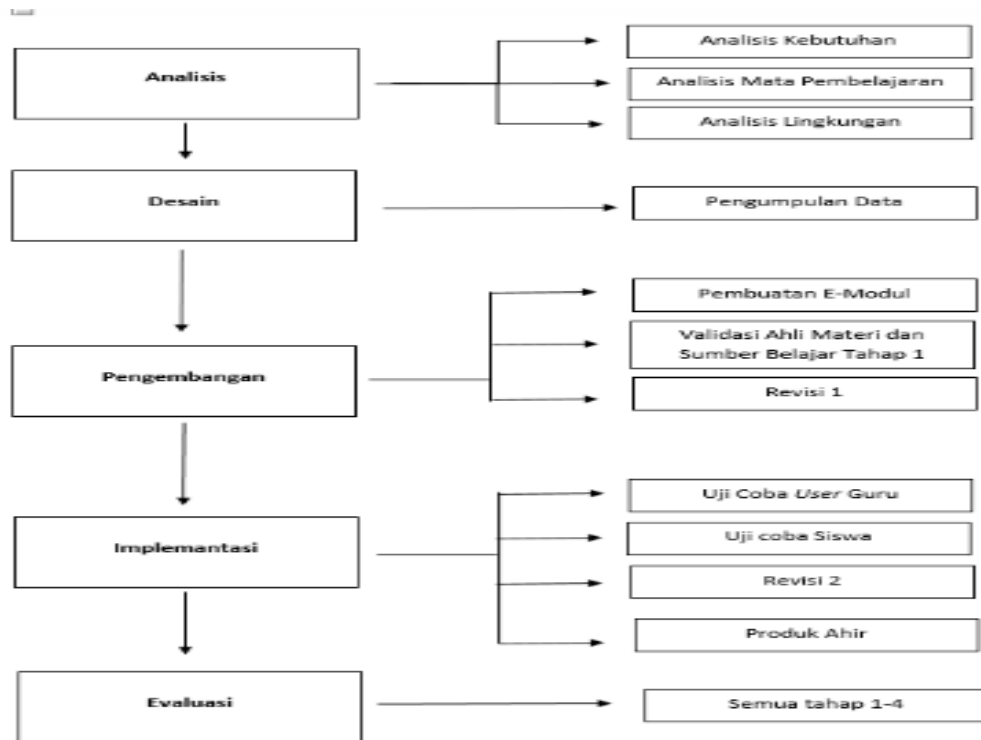 Analisis
Analisis Kebutuhan
Analisis Mata Pembelajaran
Analisis Lingkungan
Desain
Pengumpulan Data
Pengembangan
Pembuatan E-Modul
Validasi Ahli Materi dan
Sumber Belajar Tahap 1
Revisi 1
Implemantasi
Uji Coba User Guru
Uji coba Siswa
Revisi 2
Produk Ahir
Evaluasi
Semua tahap 1-4